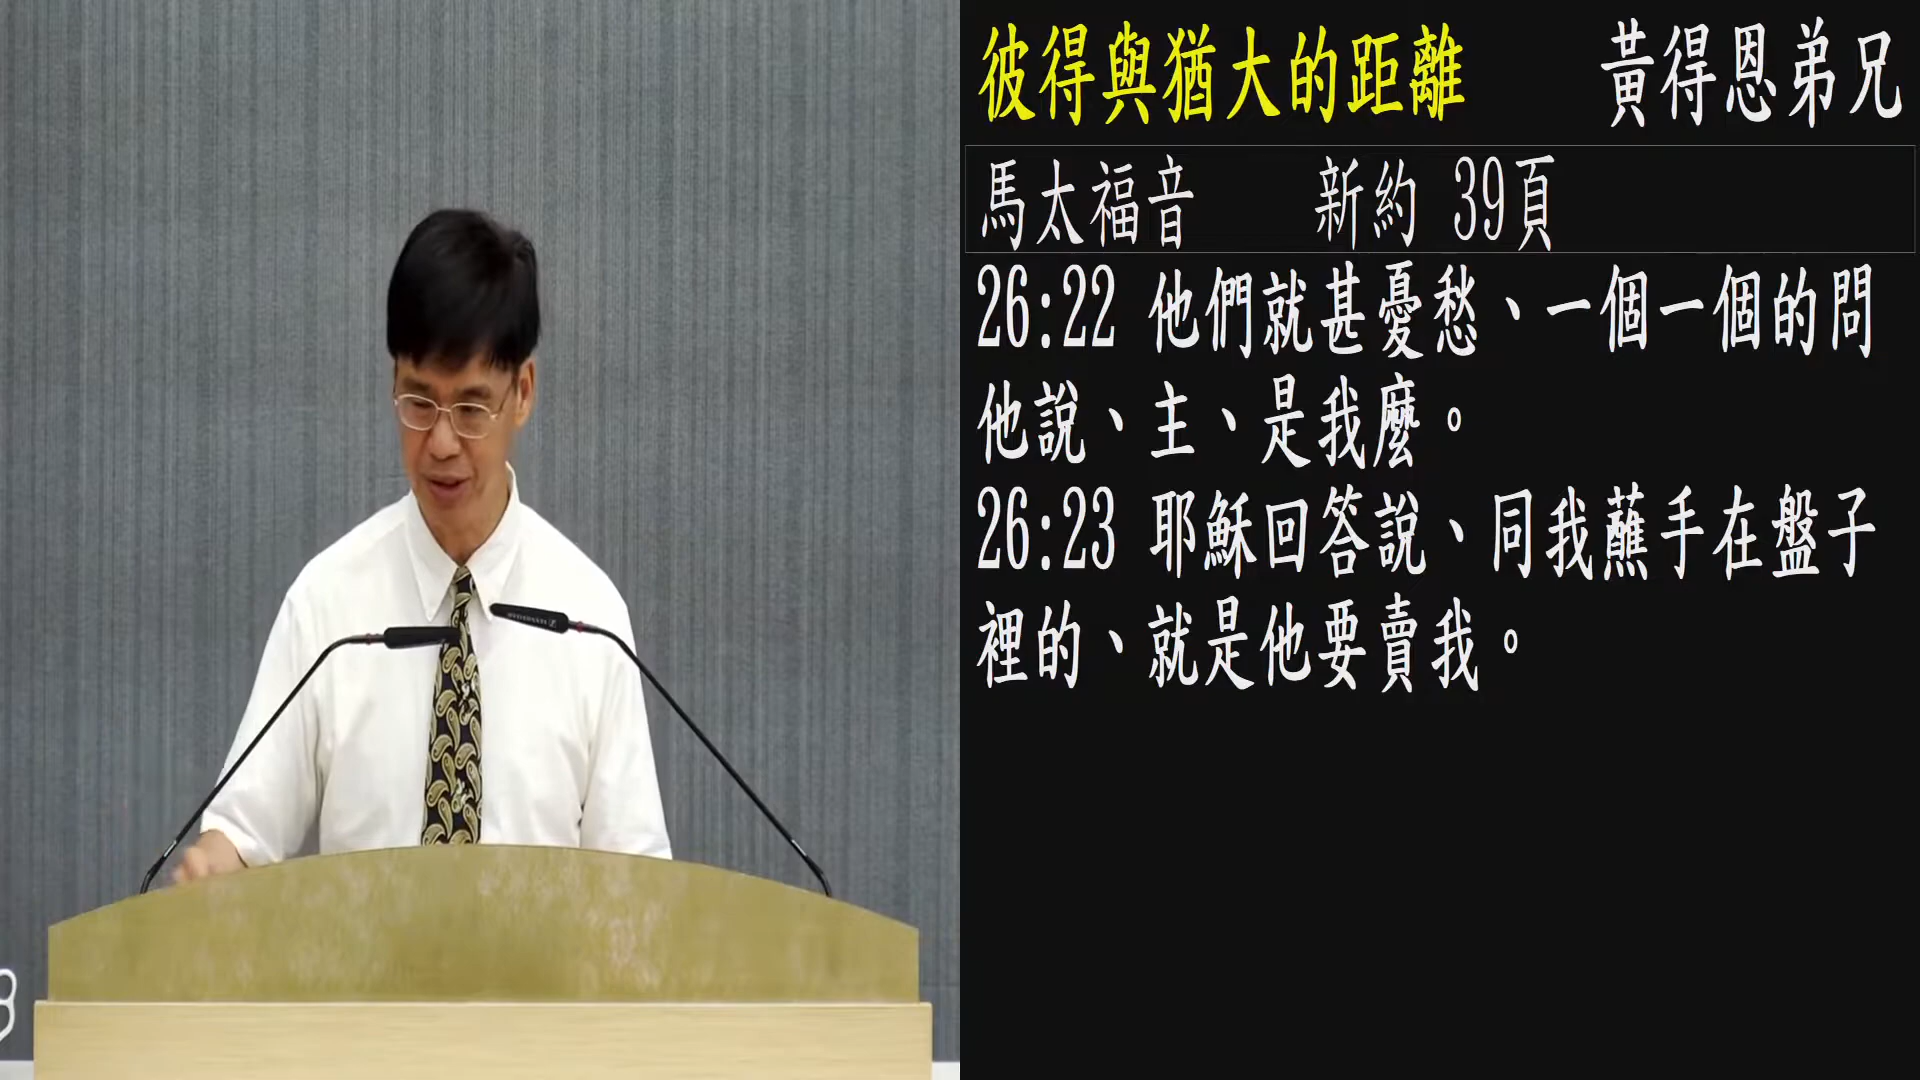 彼得與猶大的距離 黃得恩弟兄
馬太福音 新約 39頁
26:22 他們就甚憂愁、一個一個的問
他說、主、是我麼。
26:23 耶穌回答說、同我蘸手在盤子
裡的、就是他要賣我。